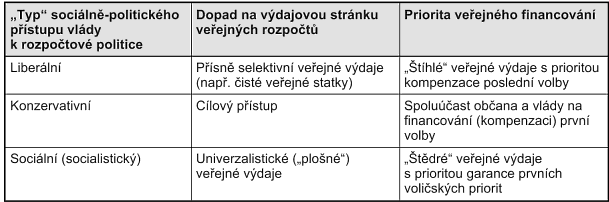 „Typ“ sociálně-politického
přístupu vlády
k rozpočtové politice
Dopad na výdajovou stránku
veřejných rozpočtů
Priorita veřejného financování
Liberální
Přísně selektivní veřejné výdaje
(např. čisté veřejné statky)
„Štíhlé“ veřejné výdaje s prioritou
kompenzace poslední volby
Konzervativní
Cílový přístup
Spoluúčast občana a vlády na
financování (kompenzaci) první
volby
Sociální (socialistický)
Univerzalistické („plošné“)
veřejné výdaje
„Štědré“ veřejné výdaje
s prioritou garance prvních
voličských priorit